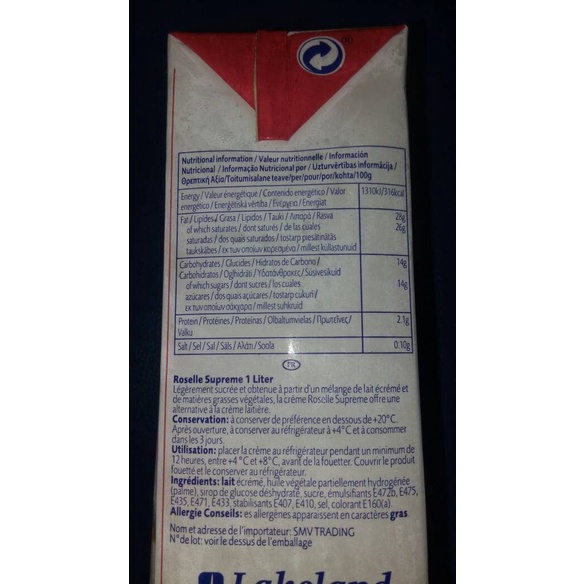 Nutritional information / Valeur nutritionnelle / Información
Nutricional / Informação Nutricional por / Uzturvērtības informācija /
Θρεπτική Αξία/Toitumisalane teave/per/pour/por/kohta/100g
Energy / Valeur énergétique / Contenido energético / Valor
energético / Enerģētiskā vērtība / Ενέργεια / Energiat
1310kJ/316kcal
Fat / Lipides / Grasa / Lipidos / Tauki / Λιπαρά / Rasva
28g
of which saturates / dont saturés / de las cuales
26g
saturadas / dos quais saturados / tostarp piesātinātās
taukskābes / εκ των οποίων κορεσμένα / millest küllastunuid
Carbohydrates / Glucides / Hidratos de Carbono /
14g
Carbohidratos / Ogļhidrāti / Υδατάνθρακες / Süsivesikuid
of which sugars / dont sucres / los cuales
14g
azúcares / dos quais açúcares / tostarp cukuri /
εκ των οποίων σάκχαρα / millest suhkruid
Protein / Protéines / Proteinas / Olbaltumvielas / Πρωτεΐνες /
2.1g
Valku
Salt / Sel / Sal / Sāls / Αλάτι / Soola
0.10g
FR
Roselle Supreme 1 Liter
Légèrement sucrée et obtenue à partir d'un mélange de lait écrémé et
de matières grasses végétales, la crème Roselle Supreme offre une
alternative à la crème laitière.
Conservation: à conserver de préférence en dessous de +20°C.
Après ouverture, à conserver au réfrigérateur à +4°C et à consommer
dans les 3 jours.
Utilisation: placer la crème au réfrigérateur pendant un minimum de
12 heures, entre +4°C et +8°C, avant de la fouetter. Couvrir le produit
fouetté et le conserver au réfrigérateur.
Ingrédients: lait écrémé, huile végétale partiellement hydrogénée
(palme), sirop de glucose déshydraté, sucre, émulsifiants E472b, E475,
E435, E471, E433, stabilisants E407, E410, sel, colorant E160(a).
Allergie Conseils: es allergènes apparaissent en caractères gras.
Nom et adresse de l'importateur: SMV TRADING
N° de lot: voir le dessus de l'emballage
Lakeland